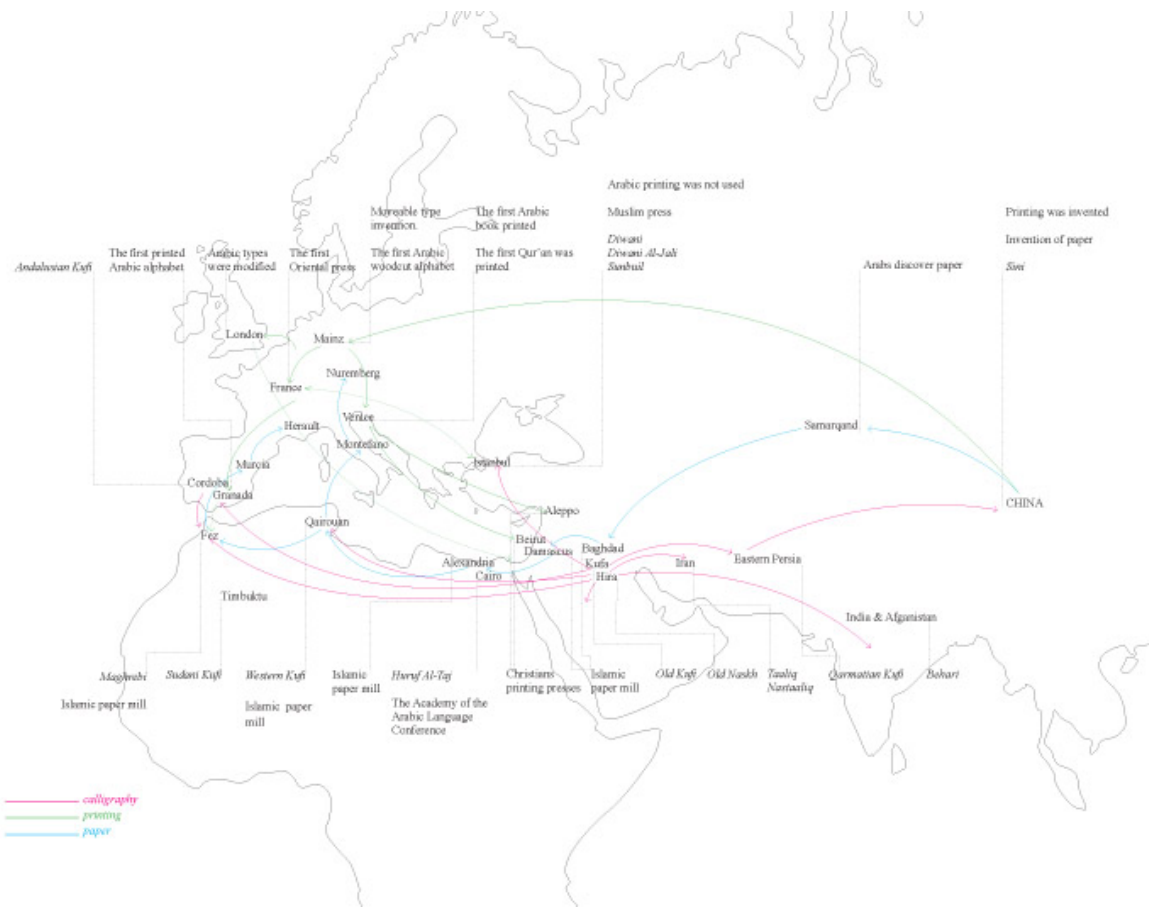 Arabic printing was not used
Muslim press
Diwani
Diwani Al-Jali
Sunbuil
Printing was invented
Invention of paper
Sini
Moveable type
invention.
The first Arabic
woodcut alphabet
The first Arabic
book printed
The first Qur'an was
printed
Andalusian Kufi
The first printed
Arabic alphabet
Arabic types
were modified
The first
Oriental press
Arabs discover paper
London
Mainz
Nuremberg
France
Venice
Herault
Montefano
Samarqand
Murcia
Istanbul
Cordoba
Granada
CHINA
Aleppo
Qairouan
Fez
Beirut
Damascus
Baghdad
Alexandria
Kufa
Iran
Eastern Persia
Cairo
Hira
Timbuktu
India & Afganistan
Maghrabi
Islamic paper mill
Sudani Kufi
Western Kufi
Islamic paper
mill
Islamic
paper mill
Huruf Al-Taj
The Academy of the
Arabic Language
Conference
Christians
printing presses
Islamic
paper mill
Old Kufi
Old Naskh
Taaliq
Nastaaliq
Qarmatian Kufi
Behari
calligraphy
printing
paper